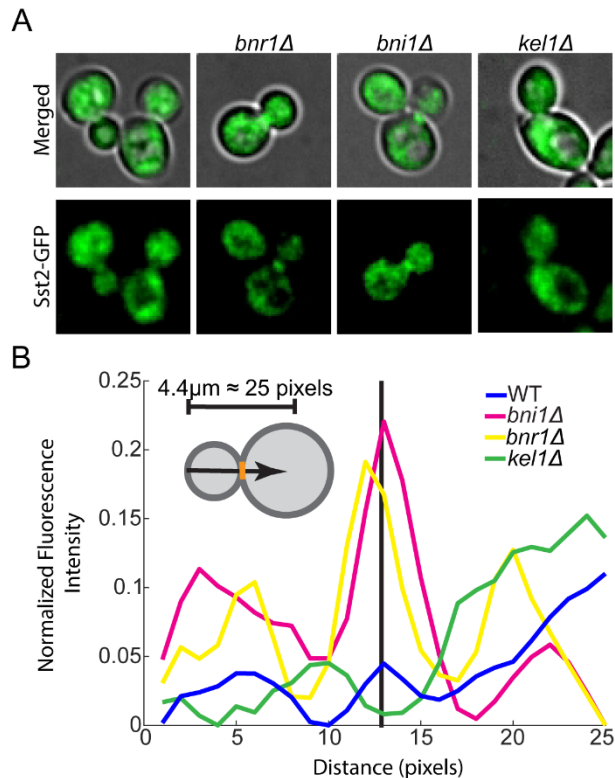 A
bnr1Δ
bni1Δ
kel1Δ
Merged
Sst2-GFP
B
0.25
0.2
0.15
0.1
0.05
0
Normalized Fluorescence
Intensity
4.4µm ≈ 25 pixels
WT
bni1Δ
bnr1Δ
kel1Δ
0
5
10
15
20
25
Distance (pixels)